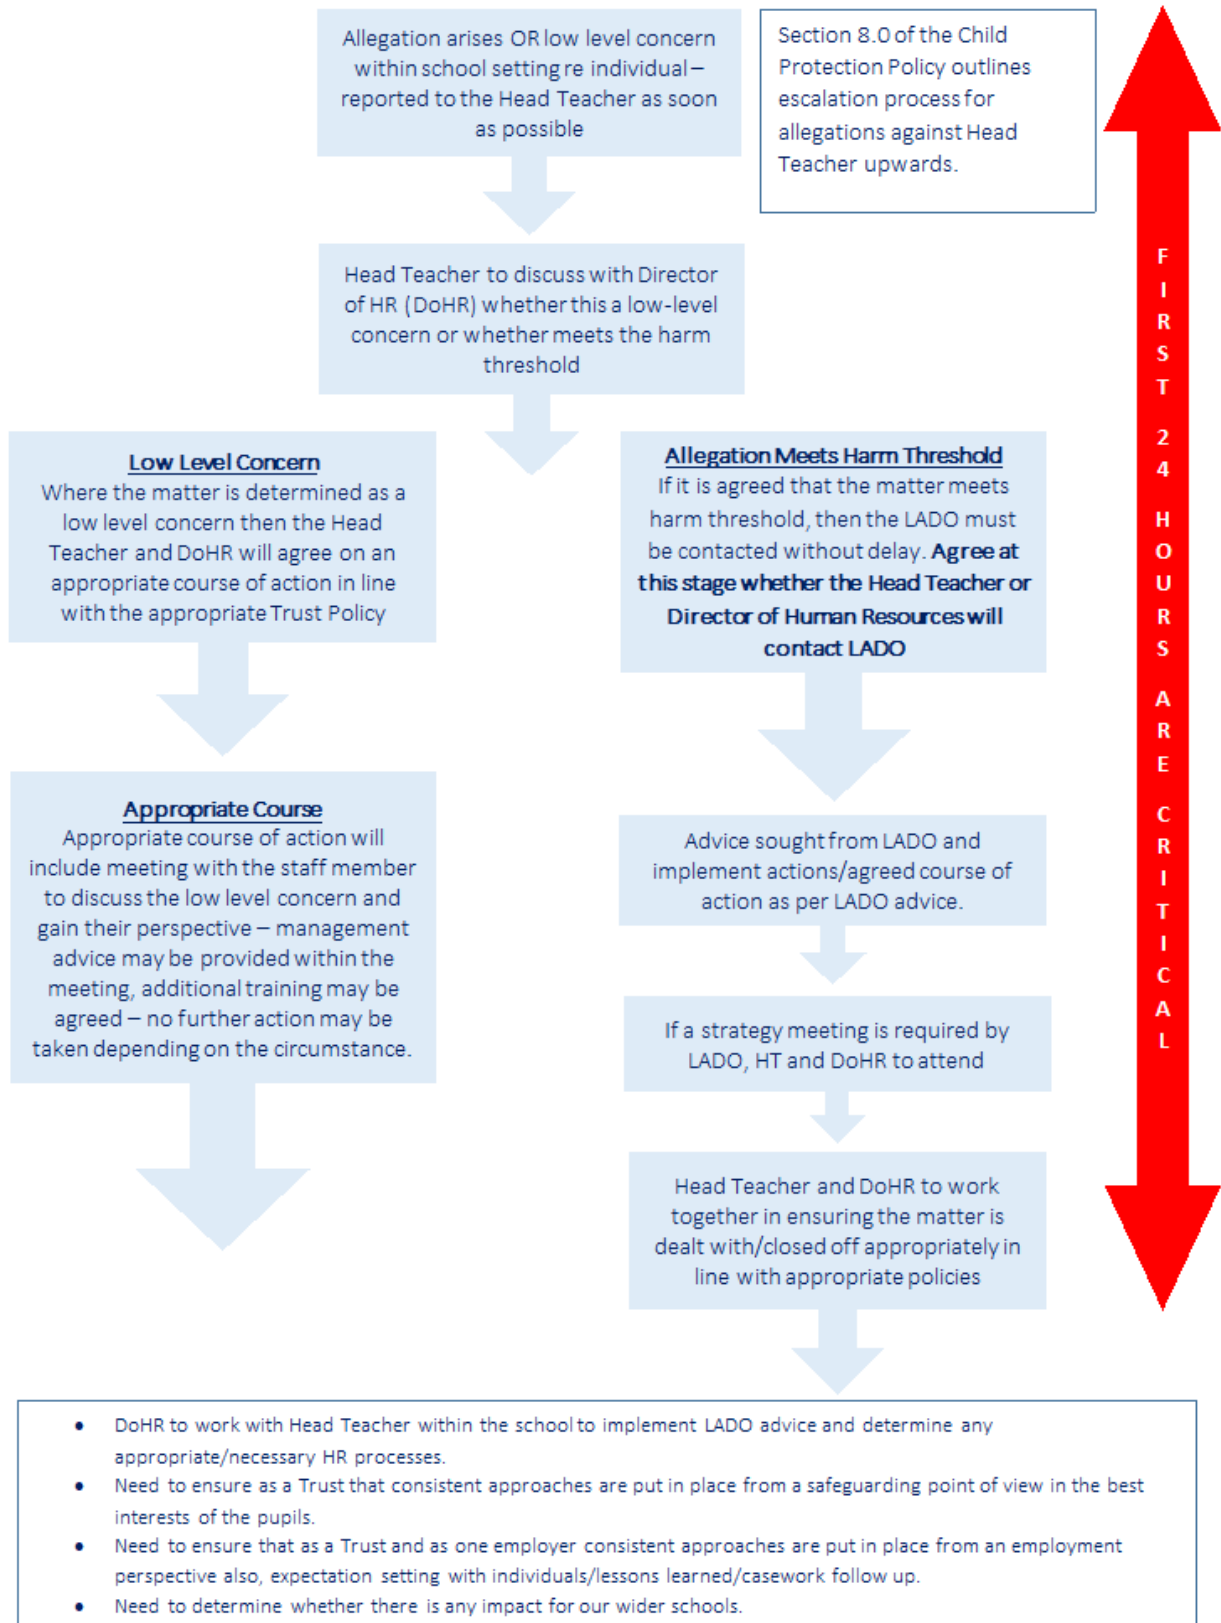 Allegation arises OR low level concern
within school setting re individual –
reported to the Head Teacher as soon
as possible
Section 8.0 of the Child
Protection Policy outlines
escalation process for
allegations against Head
Teacher upwards.
Head Teacher to discuss with Director
of HR (DoHR) whether this a low-level
concern or whether meets the harm
threshold
Low Level Concern
Where the matter is determined as a
low level concern then the Head
Teacher and DoHR will agree on an
appropriate course of action in line
with the appropriate Trust Policy
Allegation Meets Harm Threshold
If it is agreed that the matter meets
harm threshold, then the LADO must
be contacted without delay. Agree at
this stage whether the Head Teacher or
Director of Human Resources will
contact LADO
Appropriate Course
Appropriate course of action will
include meeting with the staff member
to discuss the low level concern and
gain their perspective – management
advice may be provided within the
meeting, additional training may be
agreed – no further action may be
taken depending on the circumstance.
Advice sought from LADO and
implement actions/agreed course of
action as per LADO advice.
If a strategy meeting is required by
LADO, HT and DoHR to attend
Head Teacher and DoHR to work
together in ensuring the matter is
dealt with/closed off appropriately in
line with appropriate policies
FIRST 24 HOURS ARE CRITICAL
• DoHR to work with Head Teacher within the school to implement LADO advice and determine any
appropriate/necessary HR processes.
• Need to ensure as a Trust that consistent approaches are put in place from a safeguarding point of view in the best
interests of the pupils.
• Need to ensure that as a Trust and as one employer consistent approaches are put in place from an employment
perspective also, expectation setting with individuals/lessons learned/casework follow up.
• Need to determine whether there is any impact for our wider schools.